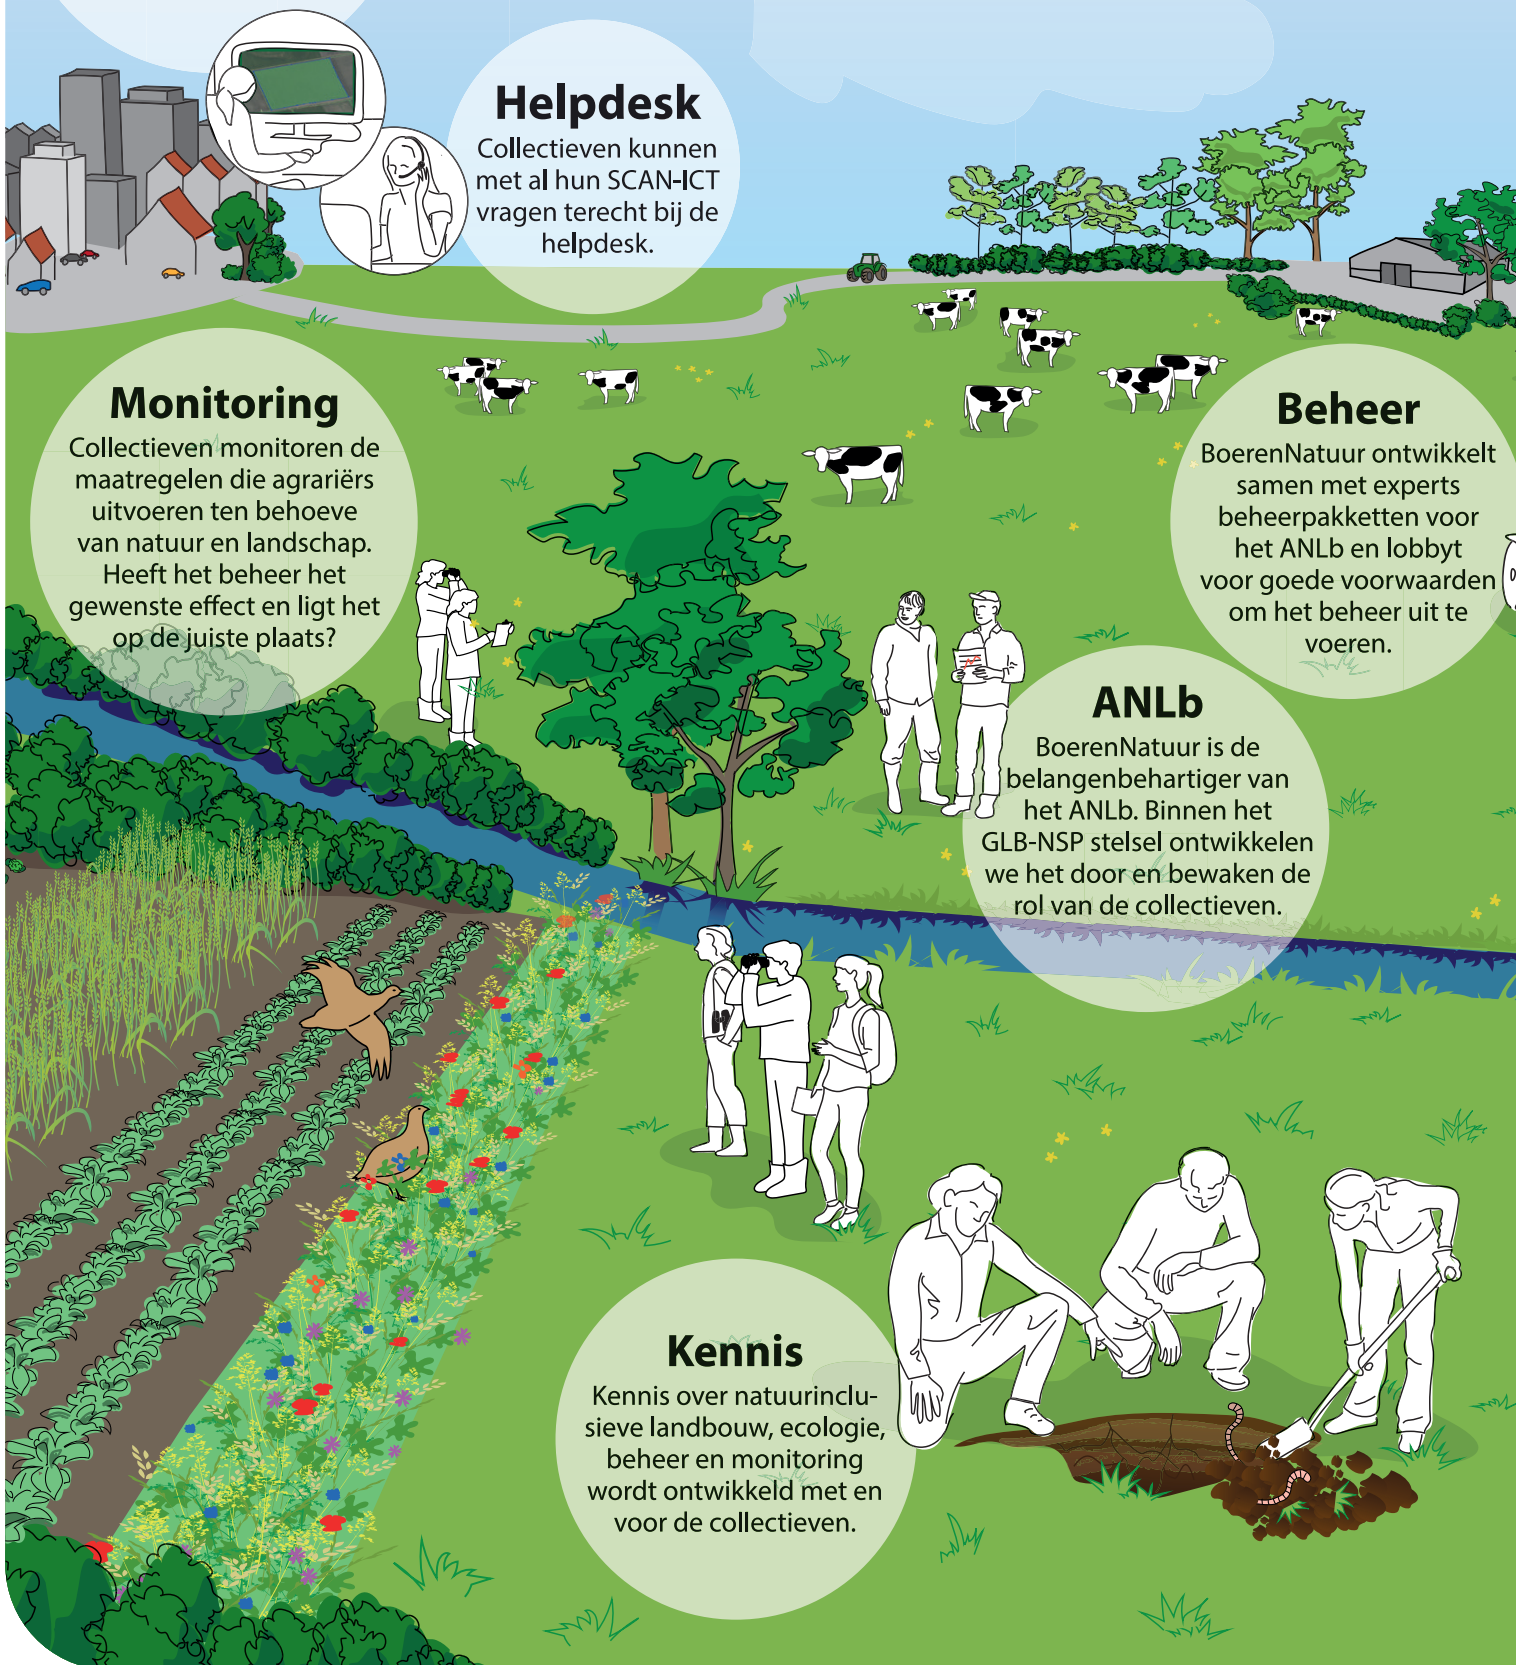 Helpdesk
Collectieven kunnen
met al hun SCAN-ICT
vragen terecht bij de
helpdesk.
Monitoring
Collectieven monitoren de
maatregelen die agrariërs
uitvoeren ten behoeve
van natuur en landschap.
Heeft het beheer het
gewenste effect en ligt het
op de juiste plaats?
Beheer
BoerenNatuur ontwikkelt
samen met experts
beheerpakketten voor
het ANLb en lobbyt
voor goede voorwaarden
om het beheer uit te
voeren.
ANLb
BoerenNatuur is de
belangenbehartiger van
het ANLb. Binnen het
GLB-NSP stelsel ontwikkelen
we het door en bewaken de
rol van de collectieven.
Kennis
Kennis over natuurinclu-
sieve landbouw, ecologie,
beheer en monitoring
wordt ontwikkeld met en
voor de collectieven.